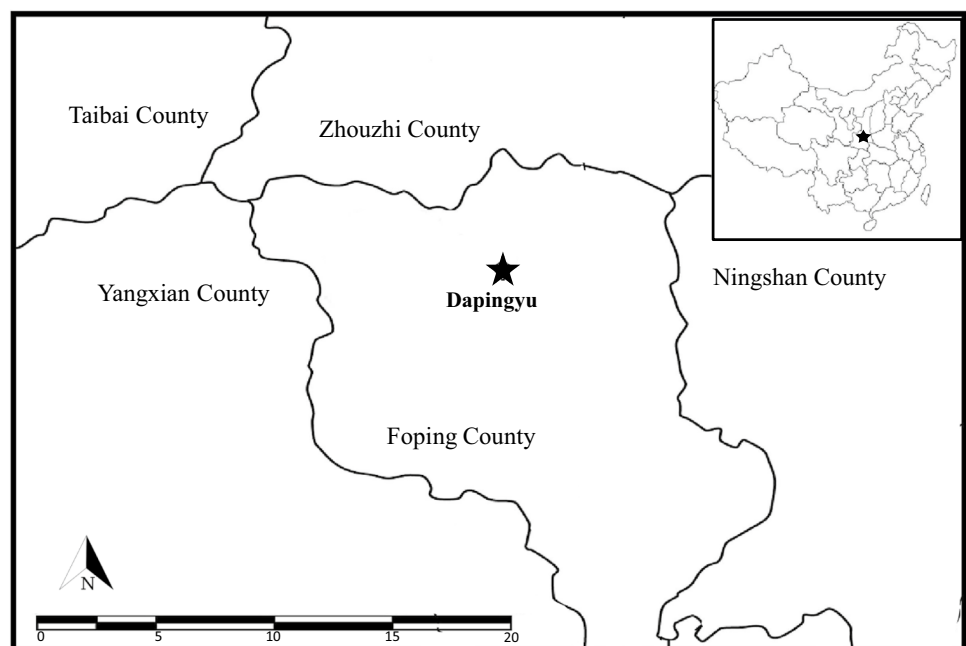 Taibai County
Zhouzhi County
Yangxian County
Ningshan County
Dapingyu
Foping County
N
0 5 10 15 20